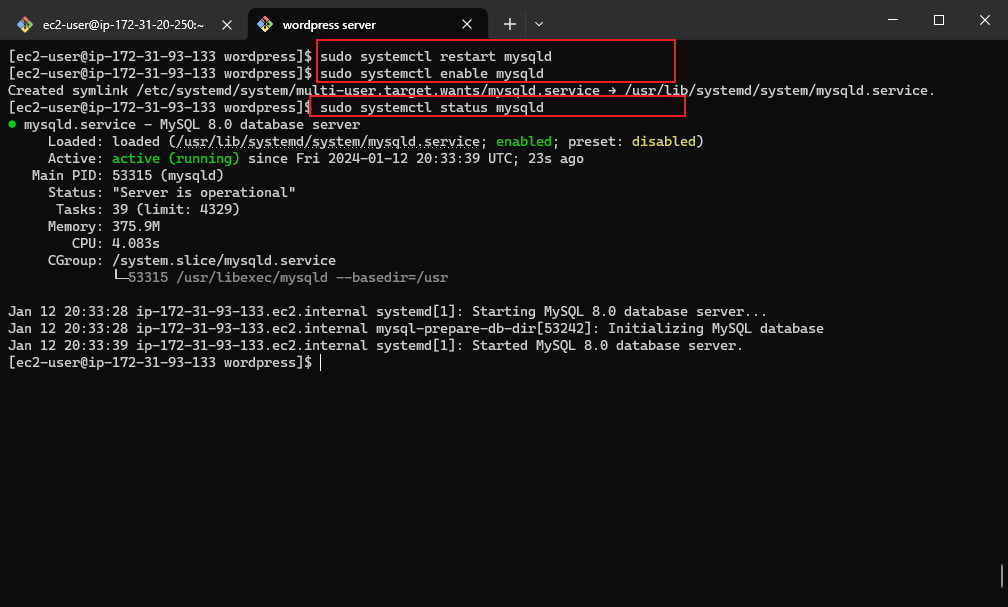 ec2-user@ip-172-31-20-250:~
wordpress server
[ec2-user@ip-172-31-93-133 wordpress]$ sudo systemctl restart mysqld
[ec2-user@ip-172-31-93-133 wordpress]$ sudo systemctl enable mysqld
Created symlink /etc/systemd/system/multi-user.target.wants/mysqld.service → /usr/lib/systemd/system/mysqld.service.
[ec2-user@ip-172-31-93-133 wordpress]$ sudo systemctl status mysqld
● mysqld.service - MySQL 8.0 database server
Loaded: loaded (/usr/lib/systemd/system/mysqld.service; enabled; preset: disabled)
Active: active (running) since Fri 2024-01-12 20:33:39 UTC; 23s ago
Main PID: 53315 (mysqld)
Status: "Server is operational"
Tasks: 39 (limit: 4329)
Memory: 375.9M
CPU: 4.083s
CGroup: /system.slice/mysqld.service
└─53315 /usr/libexec/mysqld --basedir=/usr
Jan 12 20:33:28 ip-172-31-93-133.ec2.internal systemd[1]: Starting MySQL 8.0 database server...
Jan 12 20:33:28 ip-172-31-93-133.ec2.internal mysql-prepare-db-dir[53242]: Initializing MySQL database
Jan 12 20:33:39 ip-172-31-93-133.ec2.internal systemd[1]: Started MySQL 8.0 database server.
[ec2-user@ip-172-31-93-133 wordpress]$